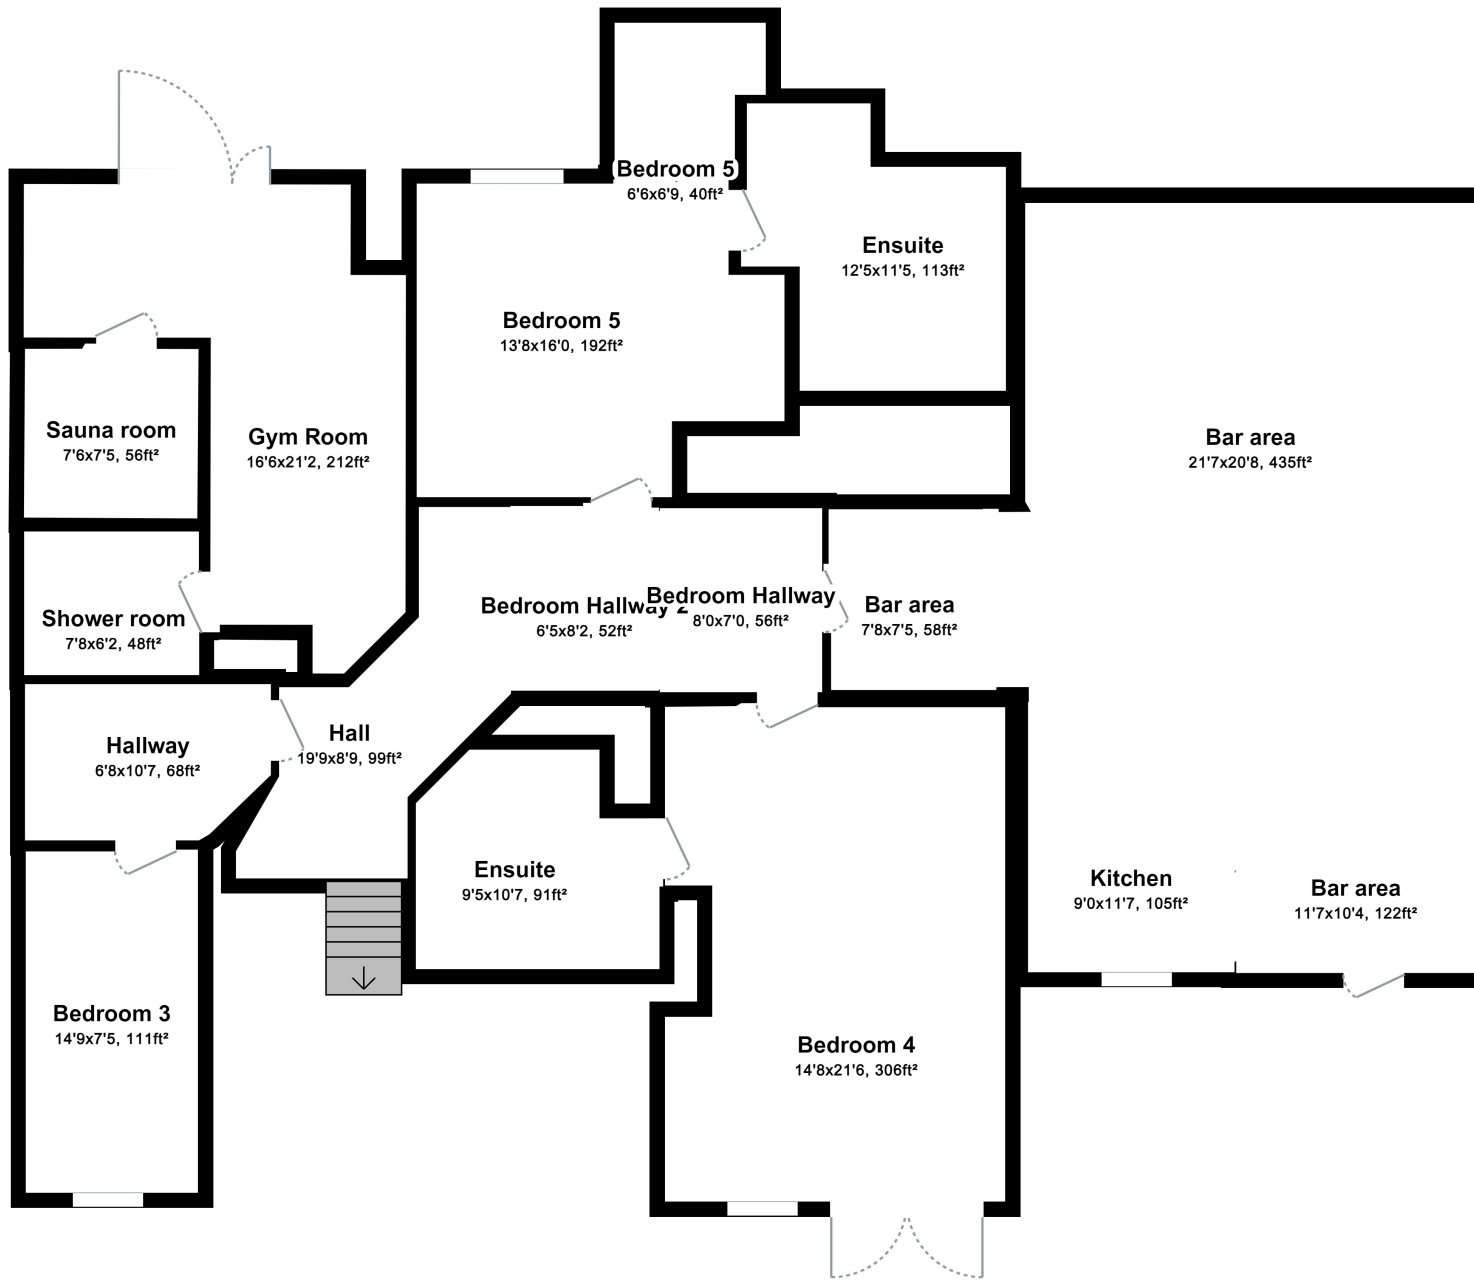 Bedroom 5
6'6x6'9, 40ft²
Ensuite
12'5x11'5, 113ft²
Bedroom 5
13'8x16'0, 192ft²
Sauna room
7'6x7'5, 56ft²
Gym Room
16'6x21'2, 212ft²
Bar area
21'7x20'8, 435ft²
Shower room
7'8x6'2, 48ft²
Bedroom Hallway 2
6'5x8'2, 52ft²
Bedroom Hallway
8'0x7'0, 56ft²
Bar area
7'8x7'5, 58ft²
Hallway
6'8x10'7, 68ft²
Hall
19'9x8'9, 99ft²
Ensuite
9'5x10'7, 91ft²
Kitchen
9'0x11'7, 105ft²
Bar area
11'7x10'4, 122ft²
Bedroom 3
14'9x7'5, 111ft²
Bedroom 4
14'8x21'6, 306ft²